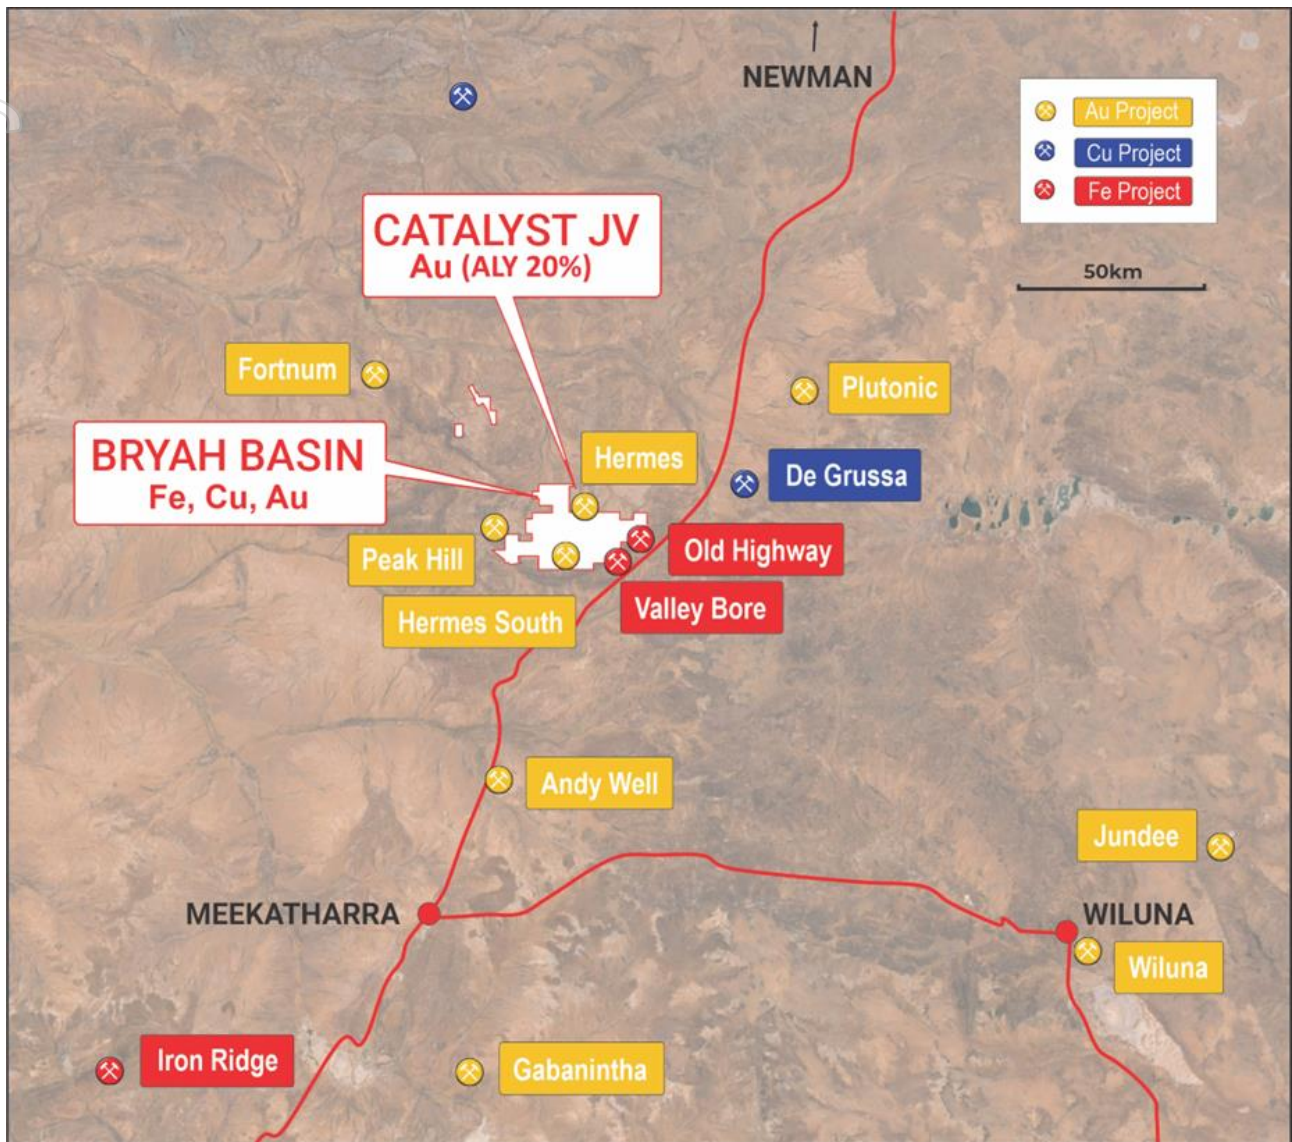 NEWMAN
Au Project
Cu Project
Fe Project
50km
CATALYST JV
Au (ALY 20%)
Fortnum
Plutonic
BRYAH BASIN
Fe, Cu, Au
Hermes
De Grussa
Peak Hill
Old Highway
Hermes South
Valley Bore
Andy Well
Jundee
MEEKATHARRA
WILUNA
Wiluna
Iron Ridge
Gabanintha